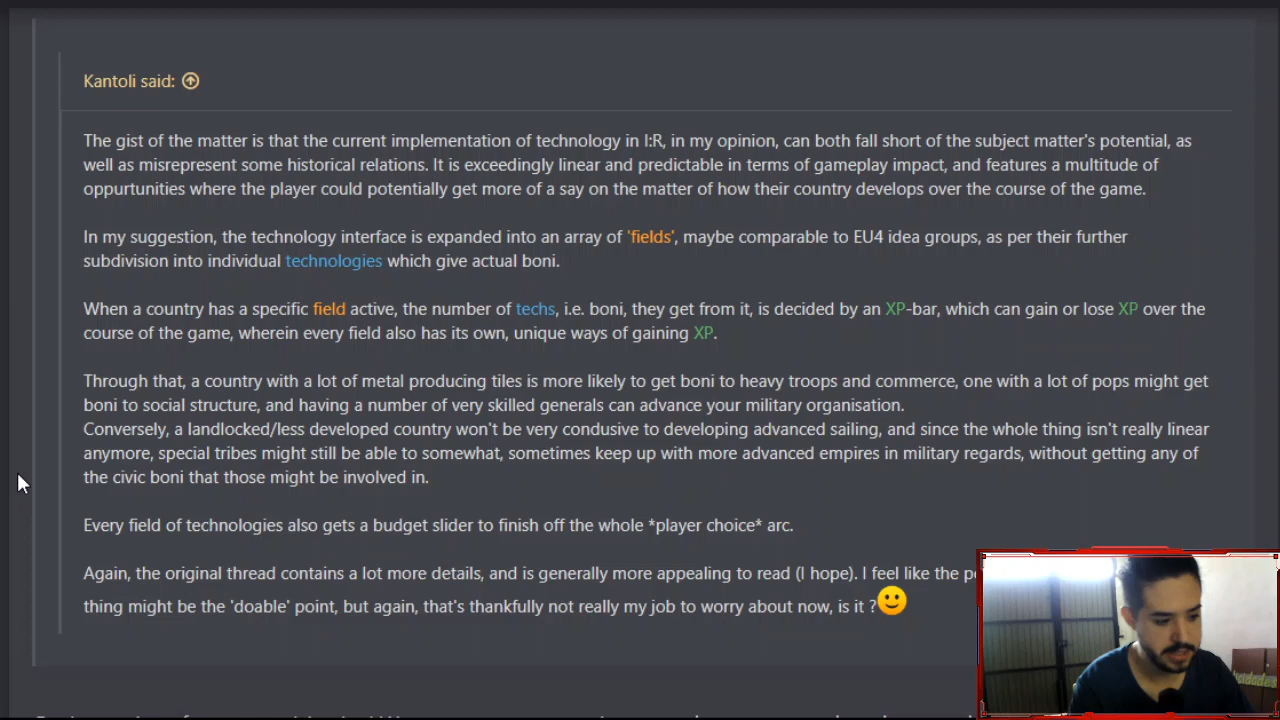 Kantoli said:
The gist of the matter is that the current implementation of technology in I:R, in my opinion, can both fall short of the subject matter's potential, as
well as misrepresent some historical relations. It is exceedingly linear and predictable in terms of gameplay impact, and features a multitude of
oppurtunities where the player could potentially get more of a say on the matter of how their country develops over the course of the game.
In my suggestion, the technology interface is expanded into an array of 'fields', maybe comparable to EU4 idea groups, as per their further
subdivision into individual technologies which give actual boni.
When a country has a specific field active, the number of techs, i.e. boni, they get from it, is decided by an XP-bar, which can gain or lose XP over the
course of the game, wherein every field also has its own, unique ways of gaining XP.
Through that, a country with a lot of metal producing tiles is more likely to get boni to heavy troops and commerce, one with a lot of pops might get
boni to social structure, and having a number of very skilled generals can advance your military organisation.
Conversely, a landlocked/less developed country won't be very condusive to developing advanced sailing, and since the whole thing isn't really linear
anymore, special tribes might still be able to somewhat, sometimes keep up with more advanced empires in military regards, without getting any of
the civic boni that those might be involved in.
Every field of technologies also gets a budget slider to finish off the whole *player choice* arc.
Again, the original thread contains a lot more details, and is generally more appealing to read (I hope). I feel like the
thing might be the 'doable' point, but again, that's thankfully not really my job to worry about now, is it ?